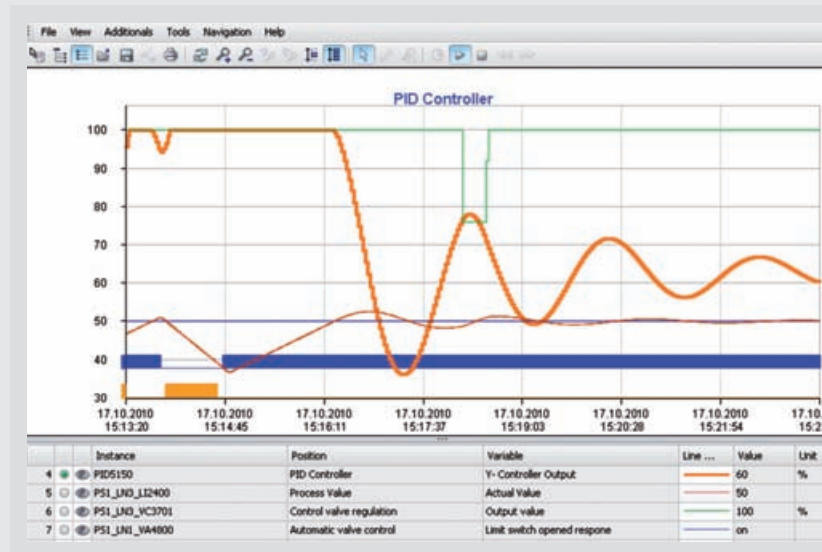 File View Additionals Tools Navigation Help
PID Controller
100
90
80
70
60
50
40
30
17.10.2010 17.10.2010 17.10.2010 17.10.2010 17.10.2010 17.10.2010 17.10.2010 17.10
15:13:20 15:14:45 15:16:11 15:17:37 15:19:03 15:20:28 15:21:54 15:2
Instance Position Variable Line ... Value Unit
4 PID5150 PID Controller Y- Controller Output 60 %
5 PS1_LN3_LI2400 Process Value Actual Value 50
6 PS1_LN3_VC3701 Control valve regulation Output value 100 %
7 PS1_LN1_VA4800 Automatic valve control Limit switch opened respone on